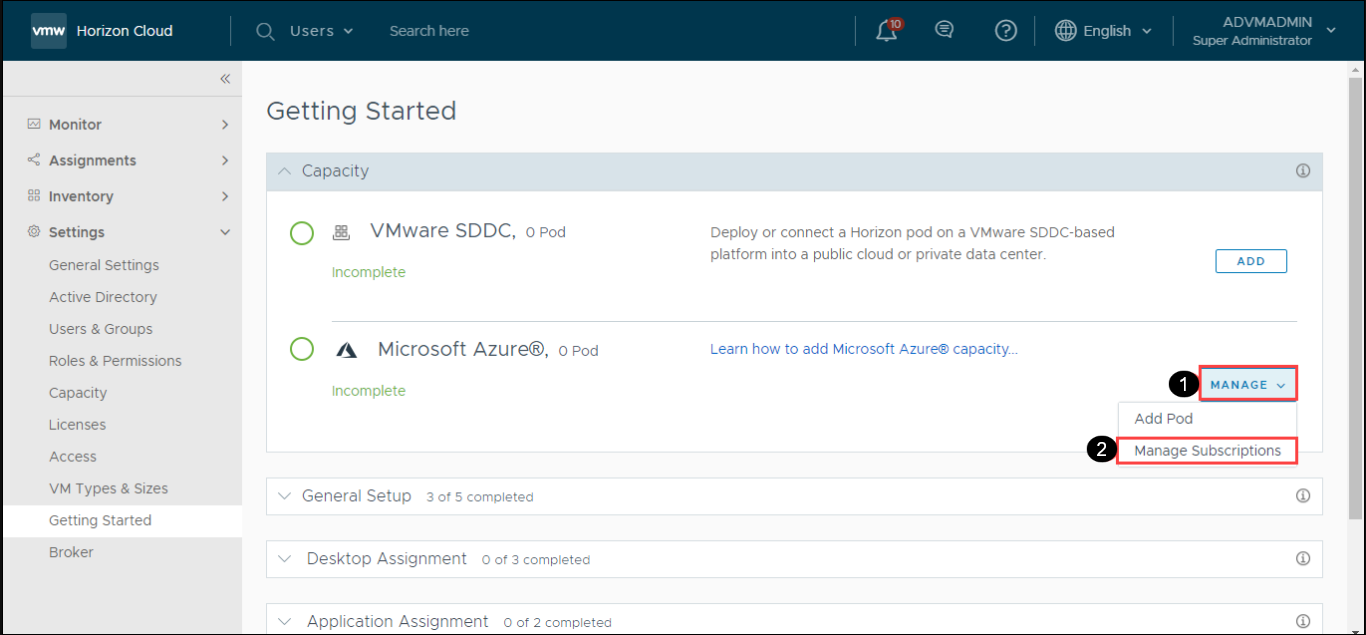 vmw Horizon Cloud Users Search here 10 English ADVMADMIN
Super Administrator
Monitor
Assignments
Inventory
Settings
General Settings
Active Directory
Users & Groups
Roles & Permissions
Capacity
Licenses
Access
VM Types & Sizes
Getting Started
Broker
Getting Started
Capacity
VMware SDDC, 0 Pod
Incomplete
Deploy or connect a Horizon pod on a VMware SDDC-based
platform into a public cloud or private data center.
ADD
Microsoft Azure®, 0 Pod
Incomplete
Learn how to add Microsoft Azure® capacity...
1 MANAGE
Add Pod
2 Manage Subscriptions
General Setup 3 of 5 completed
Desktop Assignment 0 of 3 completed
Application Assignment 0 of 2 completed